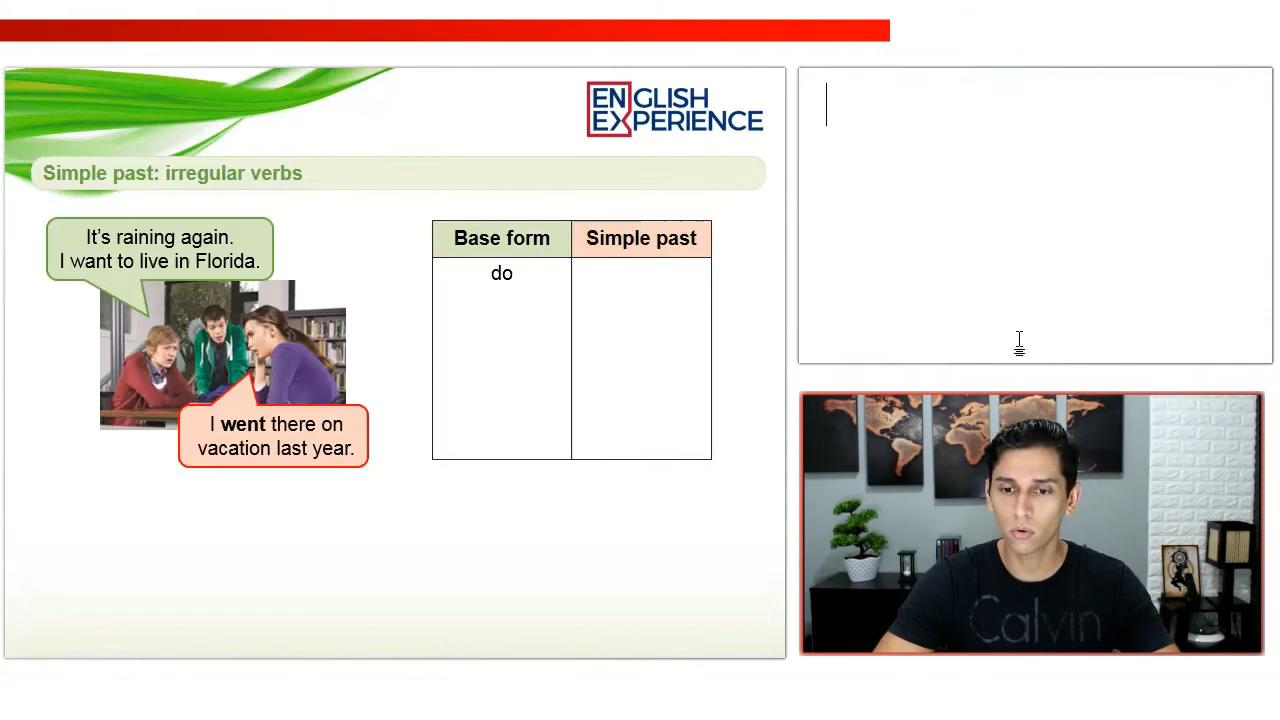 ENGLISH
EXPERIENCE
Simple past: irregular verbs
It’s raining again.
I want to live in Florida.
I went there on
vacation last year.
Base form
Simple past
do
Calvin